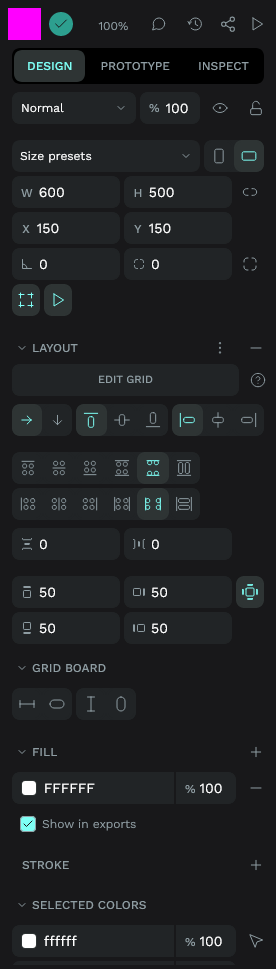 100%
DESIGN PROTOTYPE INSPECT
Normal % 100
Size presets
W 600 H 500
X 150 Y 150
0 0
LAYOUT
EDIT GRID
?
0 0
50 50
50 50
GRID BOARD
FILL
FFFFFF % 100
Show in exports
STROKE
SELECTED COLORS
ffffff % 100